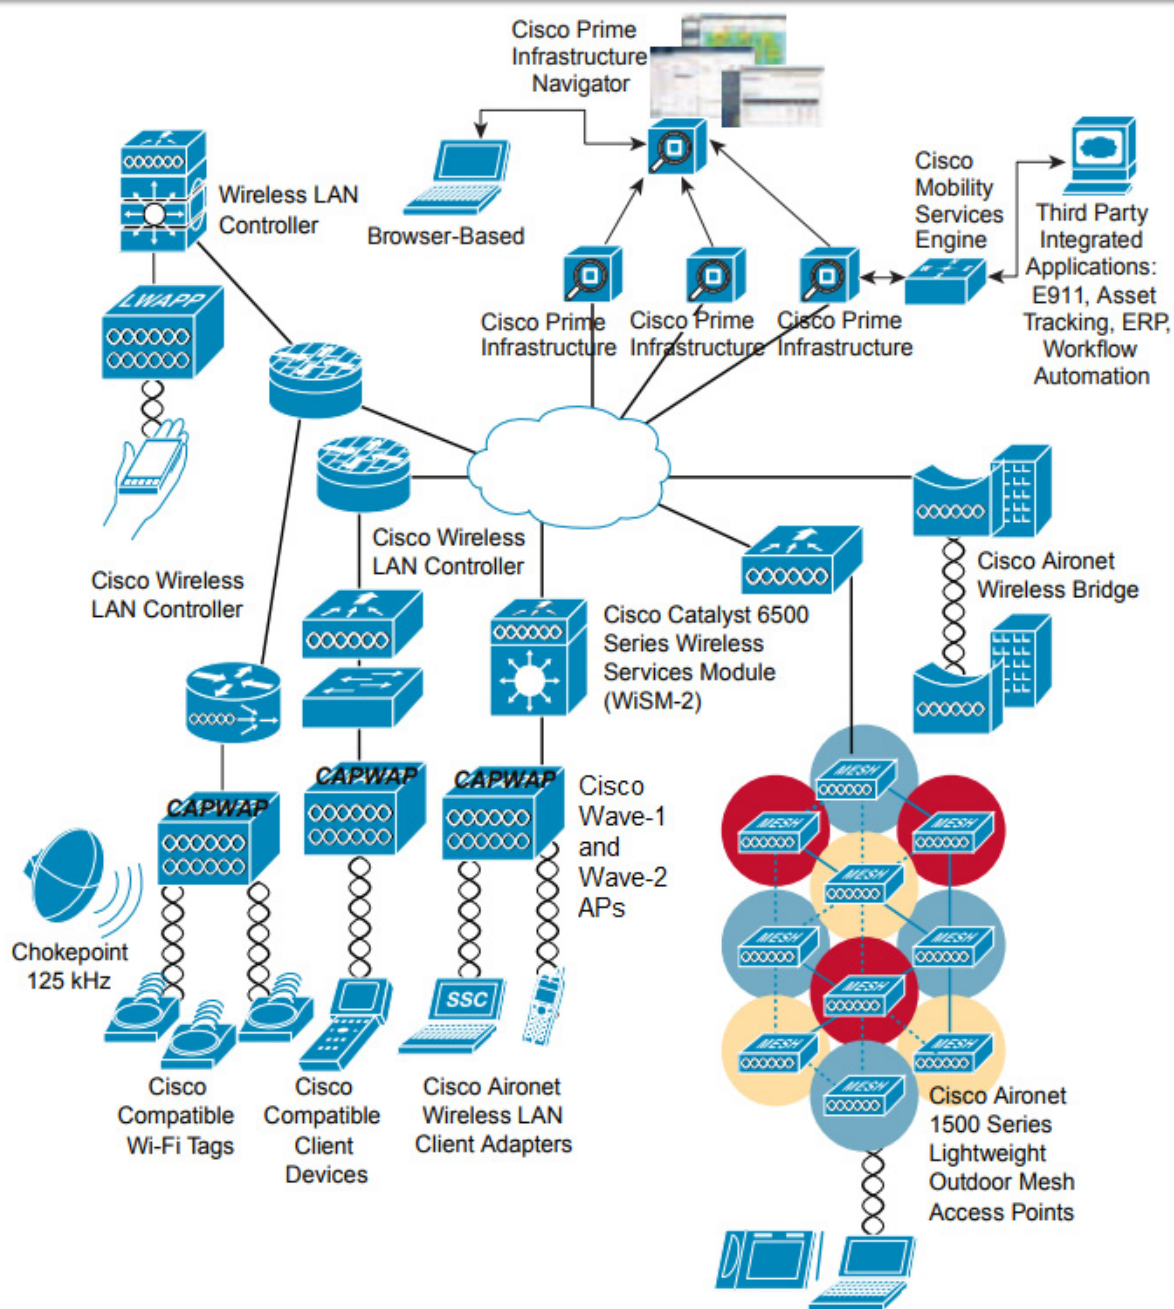 Cisco Prime
Infrastructure
Navigator
Wireless LAN
Controller
Browser-Based
Cisco
Mobility
Services
Engine
Third Party
Integrated
Applications:
E911, Asset
Tracking, ERP,
Workflow
Automation
LWAPP
Cisco Prime
Infrastructure
Cisco Prime
Infrastructure
Cisco Prime
Infrastructure
Cisco Wireless
LAN Controller
Cisco Wireless
LAN Controller
Cisco Catalyst 6500
Series Wireless
Services Module
(WiSM-2)
Cisco Aironet
Wireless Bridge
CAPWAP
CAPWAP
CAPWAP
Cisco
Wave-1
and
Wave-2
APs
Chokepoint
125 kHz
SSC
MESH
MESH
MESH
MESH
MESH
MESH
MESH
MESH
MESH
MESH
Cisco
Compatible
Wi-Fi Tags
Cisco
Compatible
Client
Devices
Cisco Aironet
Wireless LAN
Client Adapters
Cisco Aironet
1500 Series
Lightweight
Outdoor Mesh
Access Points